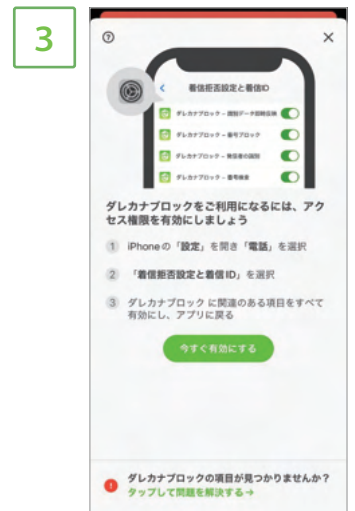 3
着信拒否設定と着信ID
ダレカナブロック - 識別データ即時反映
ダレカナブロック - 番号ブロック
ダレカナブロック - 発信者の識別
ダレカナブロック - 番号検索
ダレカナブロックをご利用になるには、アク
セス権限を有効にしましょう
1 iPhoneの「設定」を開き「電話」を選択
2 「着信拒否設定と着信ID」を選択
3 ダレカナブロック に関連のある項目をすべて
有効にし、アプリに戻る
今すぐ有効にする
ダレカナブロックの項目が見つかりませんか？
タップして問題を解決する→